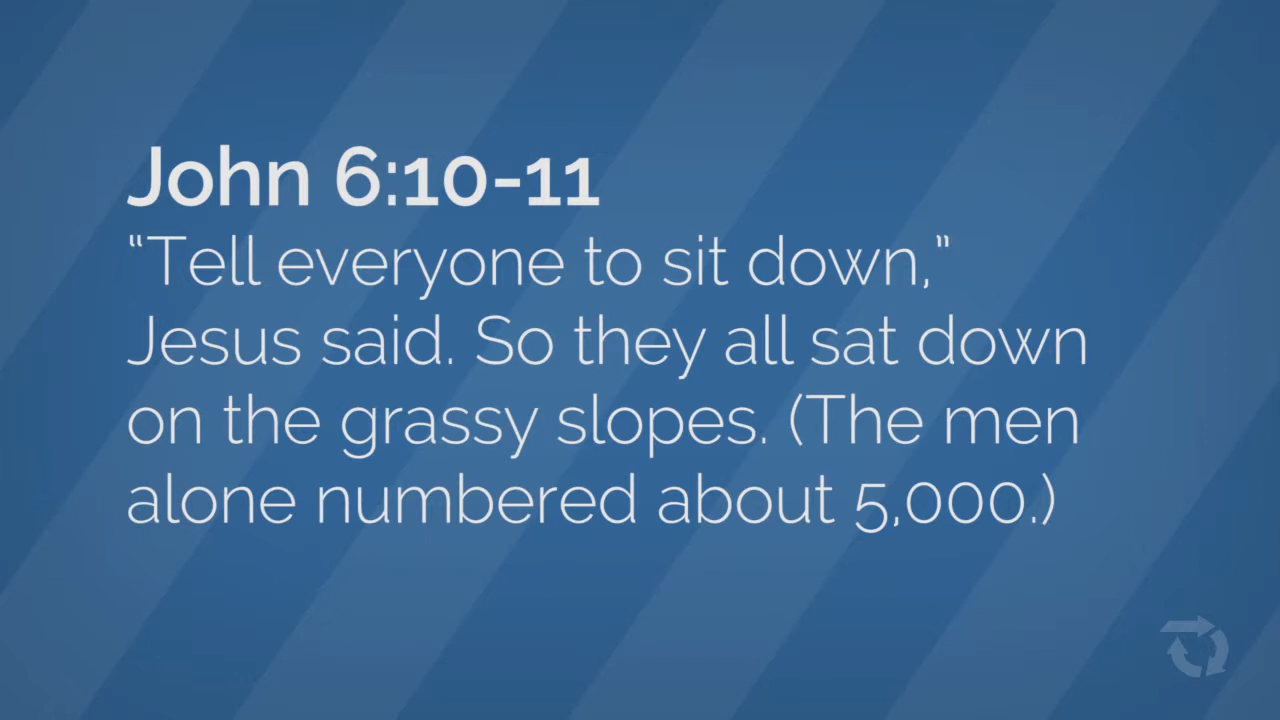 John 6:10-11
“Tell everyone to sit down,”
Jesus said. So they all sat down
on the grassy slopes. (The men
alone numbered about 5,000.)